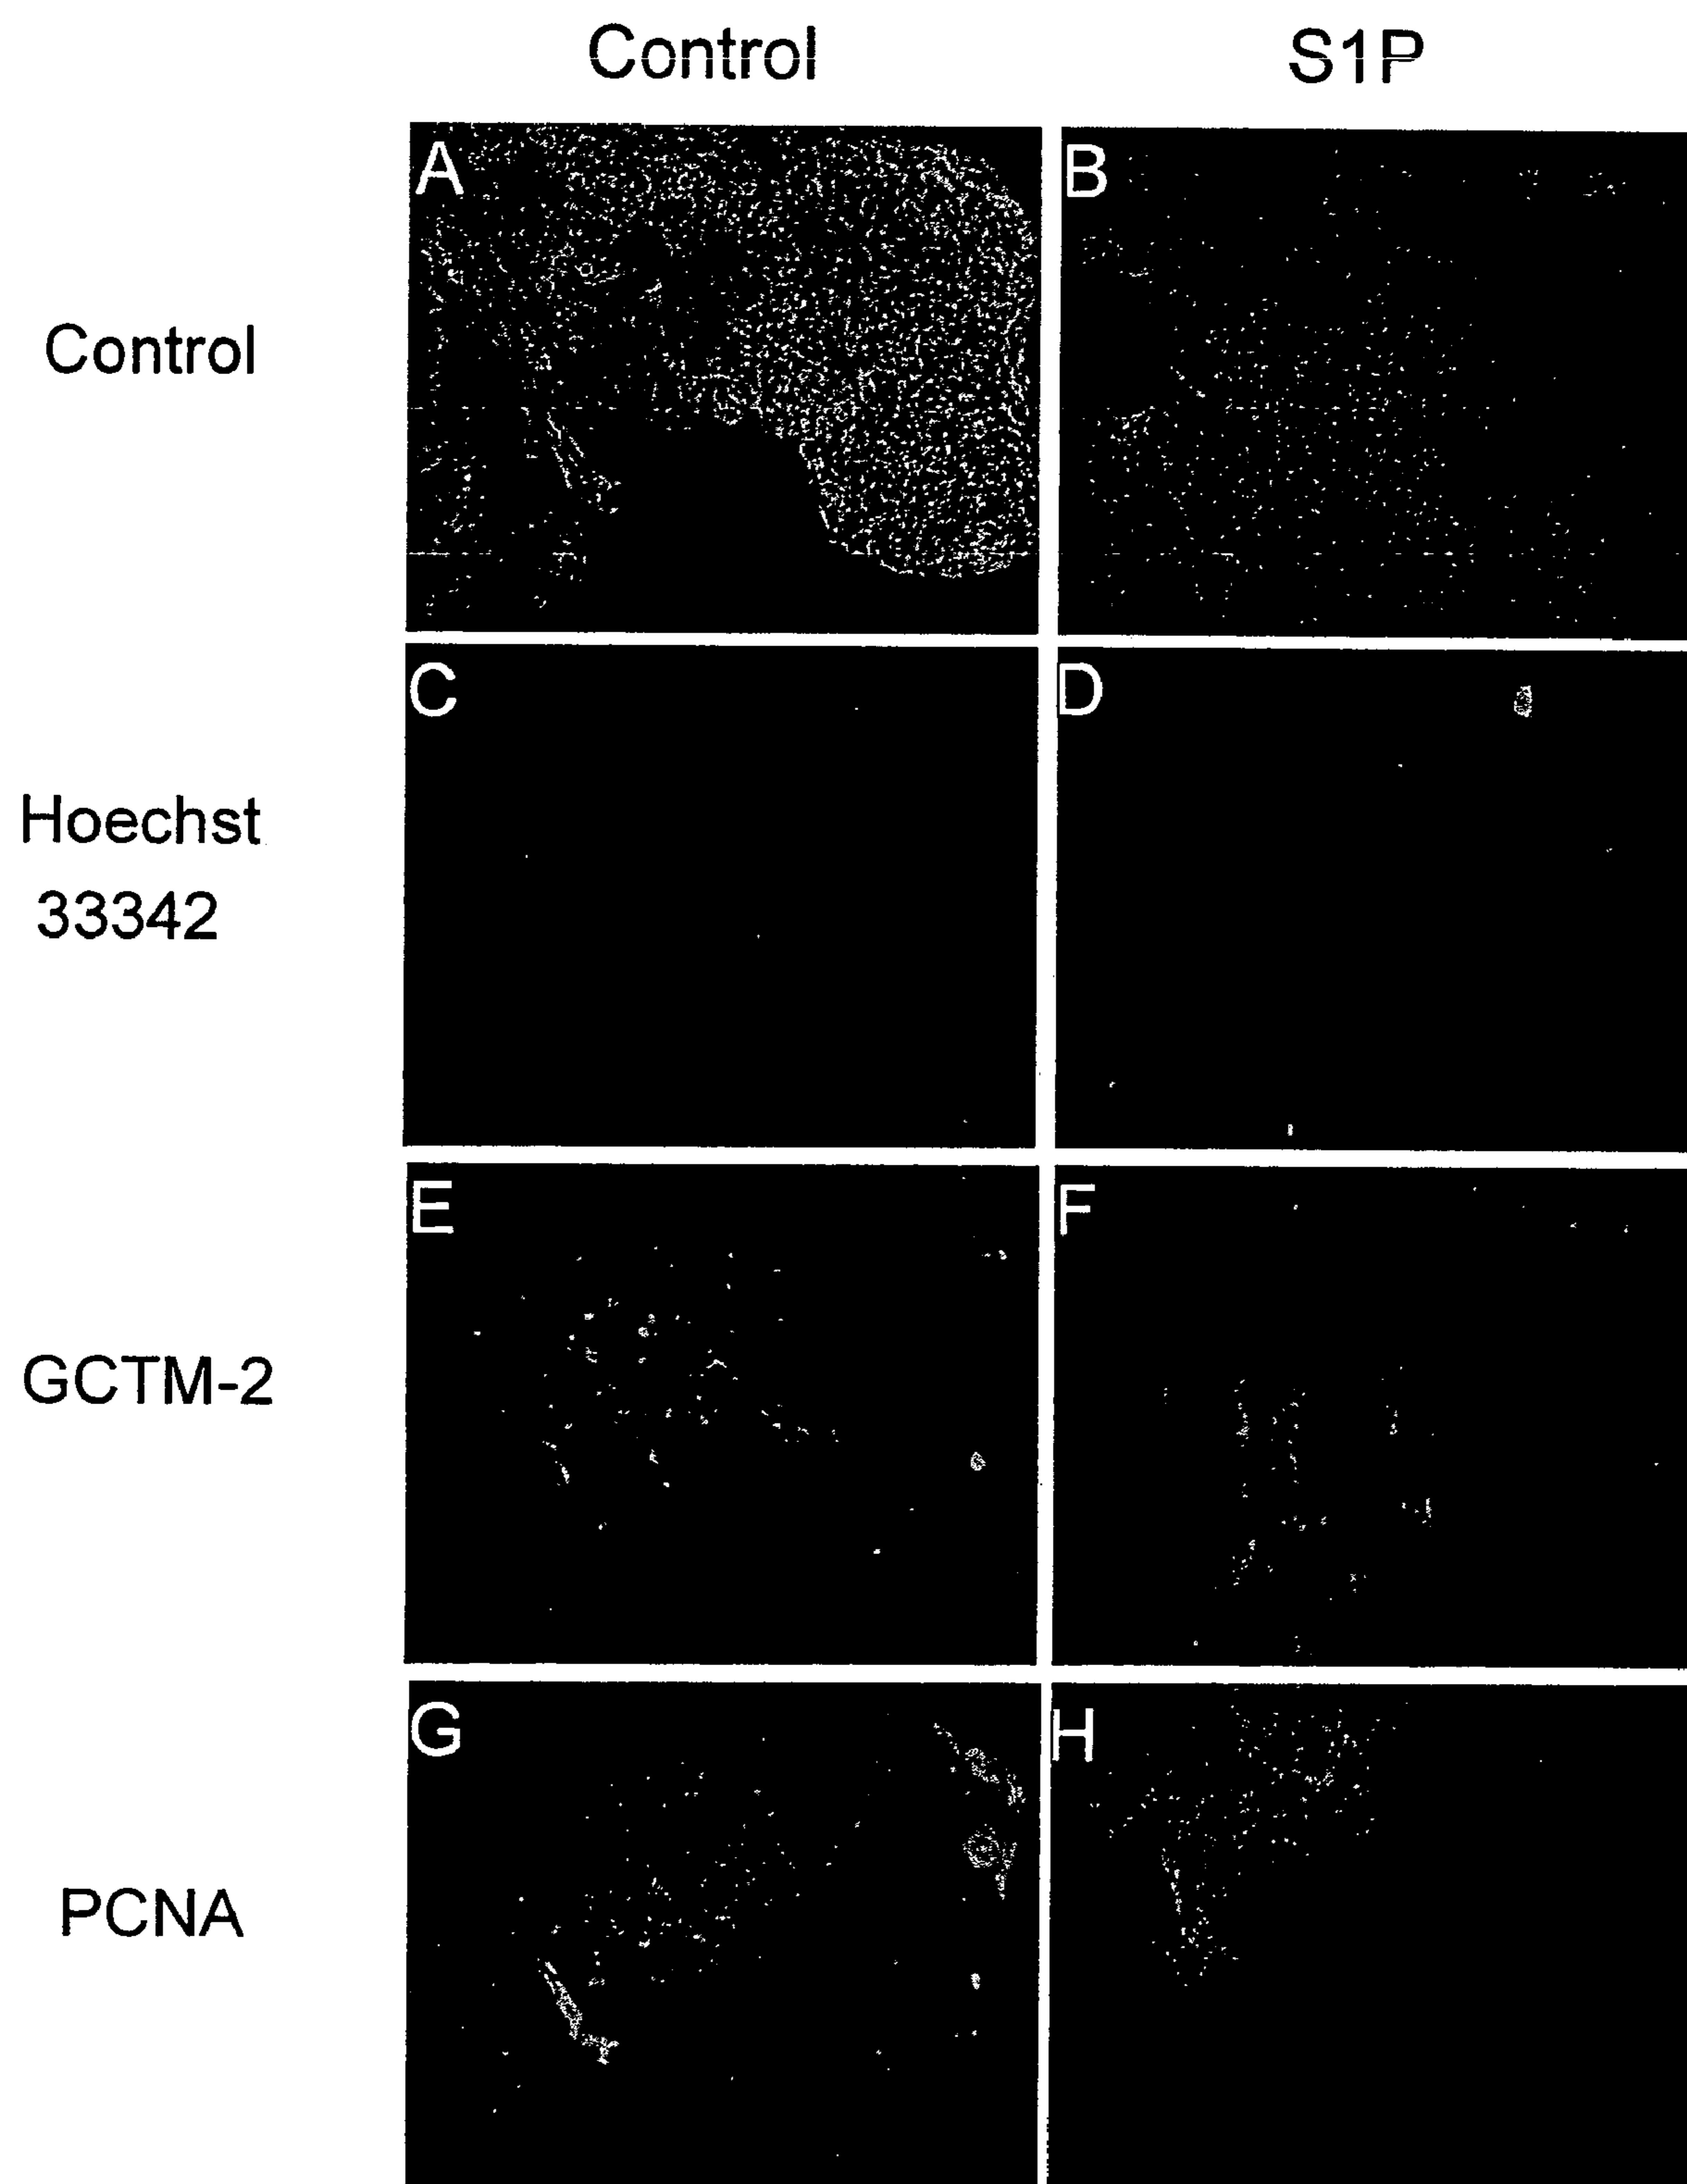 Control S1P
Control
A B
Hoechst
33342
C D
GCTM-2
E F
PCNA
G H